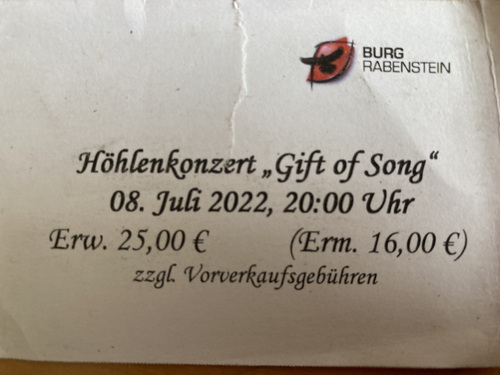 BURG
RABENSTEIN
Höhlenkonzert „Gift of Song“
08. Juli 2022, 20:00 Uhr
Erw. 25,00 € (Erm. 16,00 €)
zzgl. Vorverkaufsgebühren